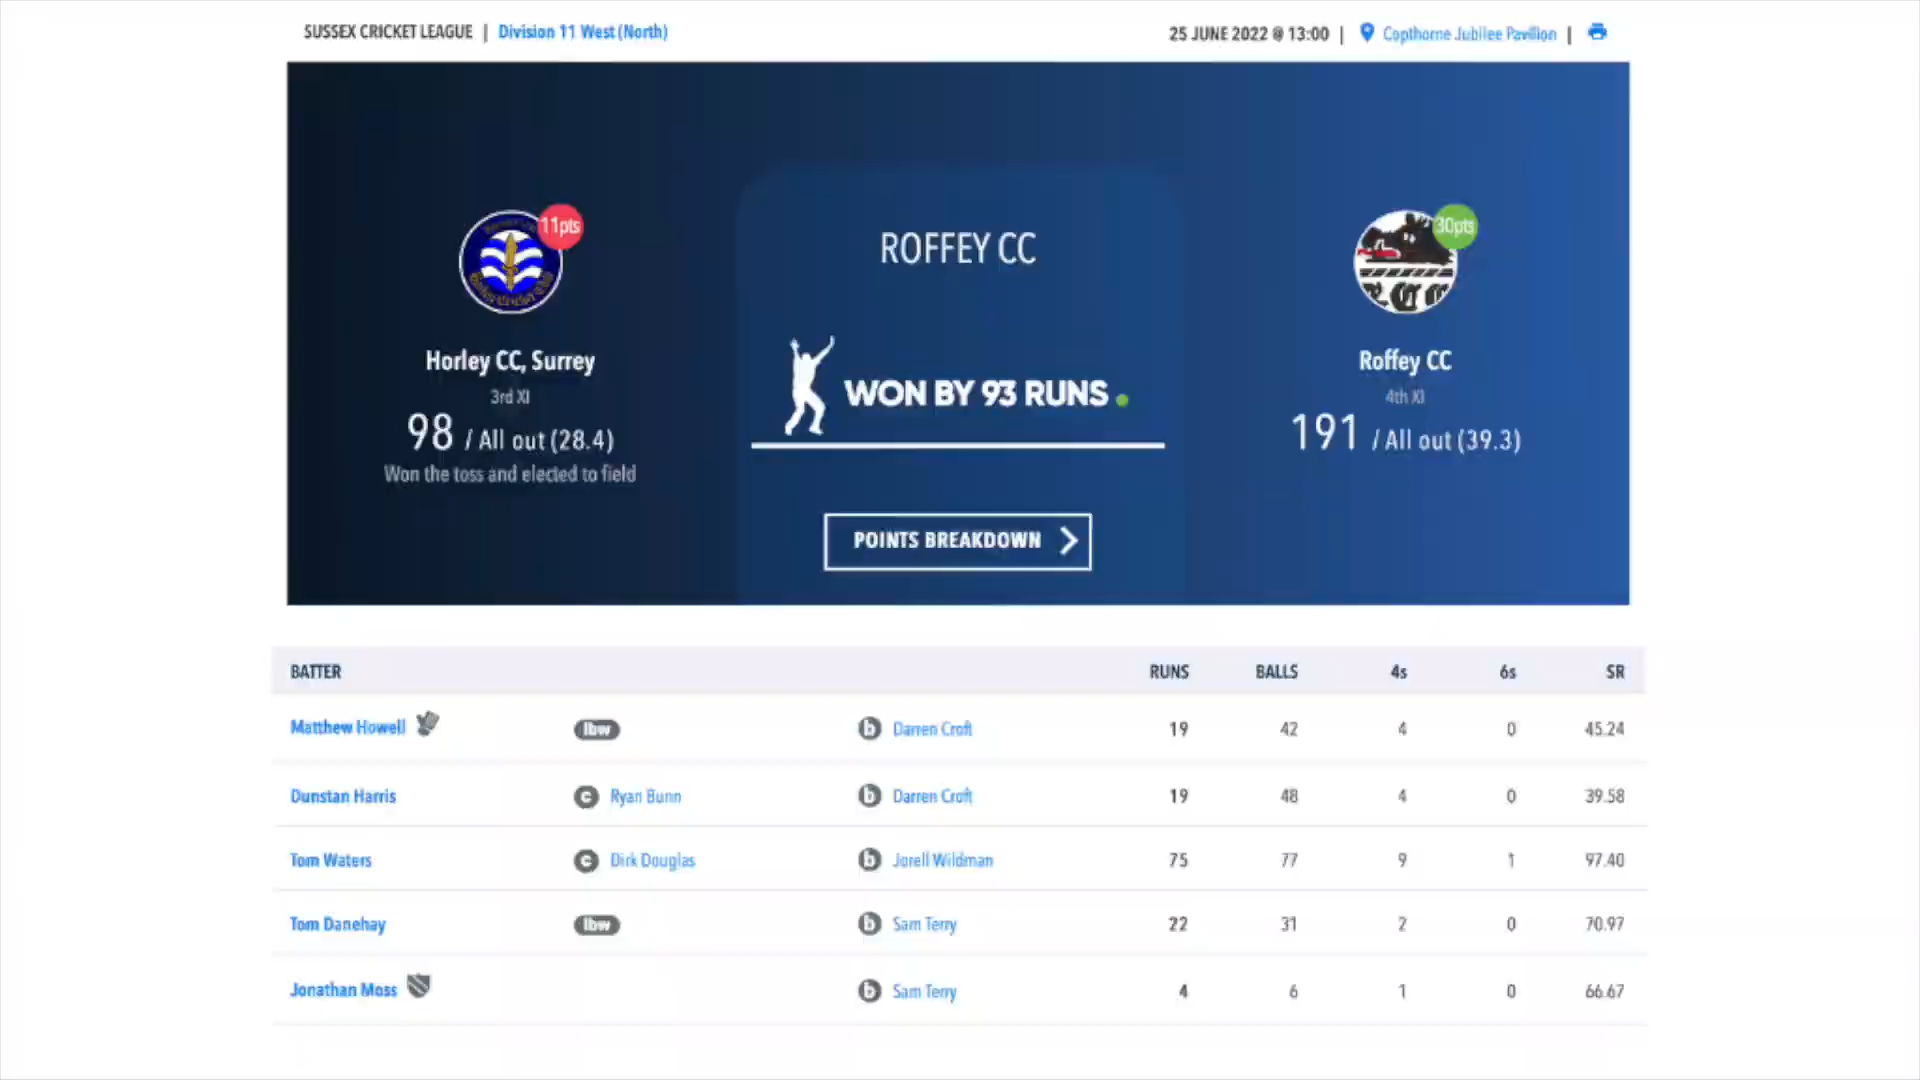 SUSSEX CRICKET LEAGUE | Division 11 West (North)
25 JUNE 2022 @ 13:00 | Copthorne Jubilee Pavilion |
11pts
30pts
ROFFEY CC
WON BY 93 RUNS
Horley CC, Surrey
3rd XI
98 / All out (28.4)
Won the toss and elected to field
Roffey CC
4th XI
191 / All out (39.3)
POINTS BREAKDOWN
BATTER RUNS BALLS 4s 6s SR
Matthew Howell lbw b Darren Croft 19 42 4 0 45.24
Dunstan Harris c Ryan Bunn b Darren Croft 19 48 4 0 39.58
Tom Waters c Dirk Douglas b Jorell Wildman 75 77 9 1 97.40
Tom Danehay lbw b Sam Terry 22 31 2 0 70.97
Jonathan Moss b Sam Terry 4 6 1 0 66.67